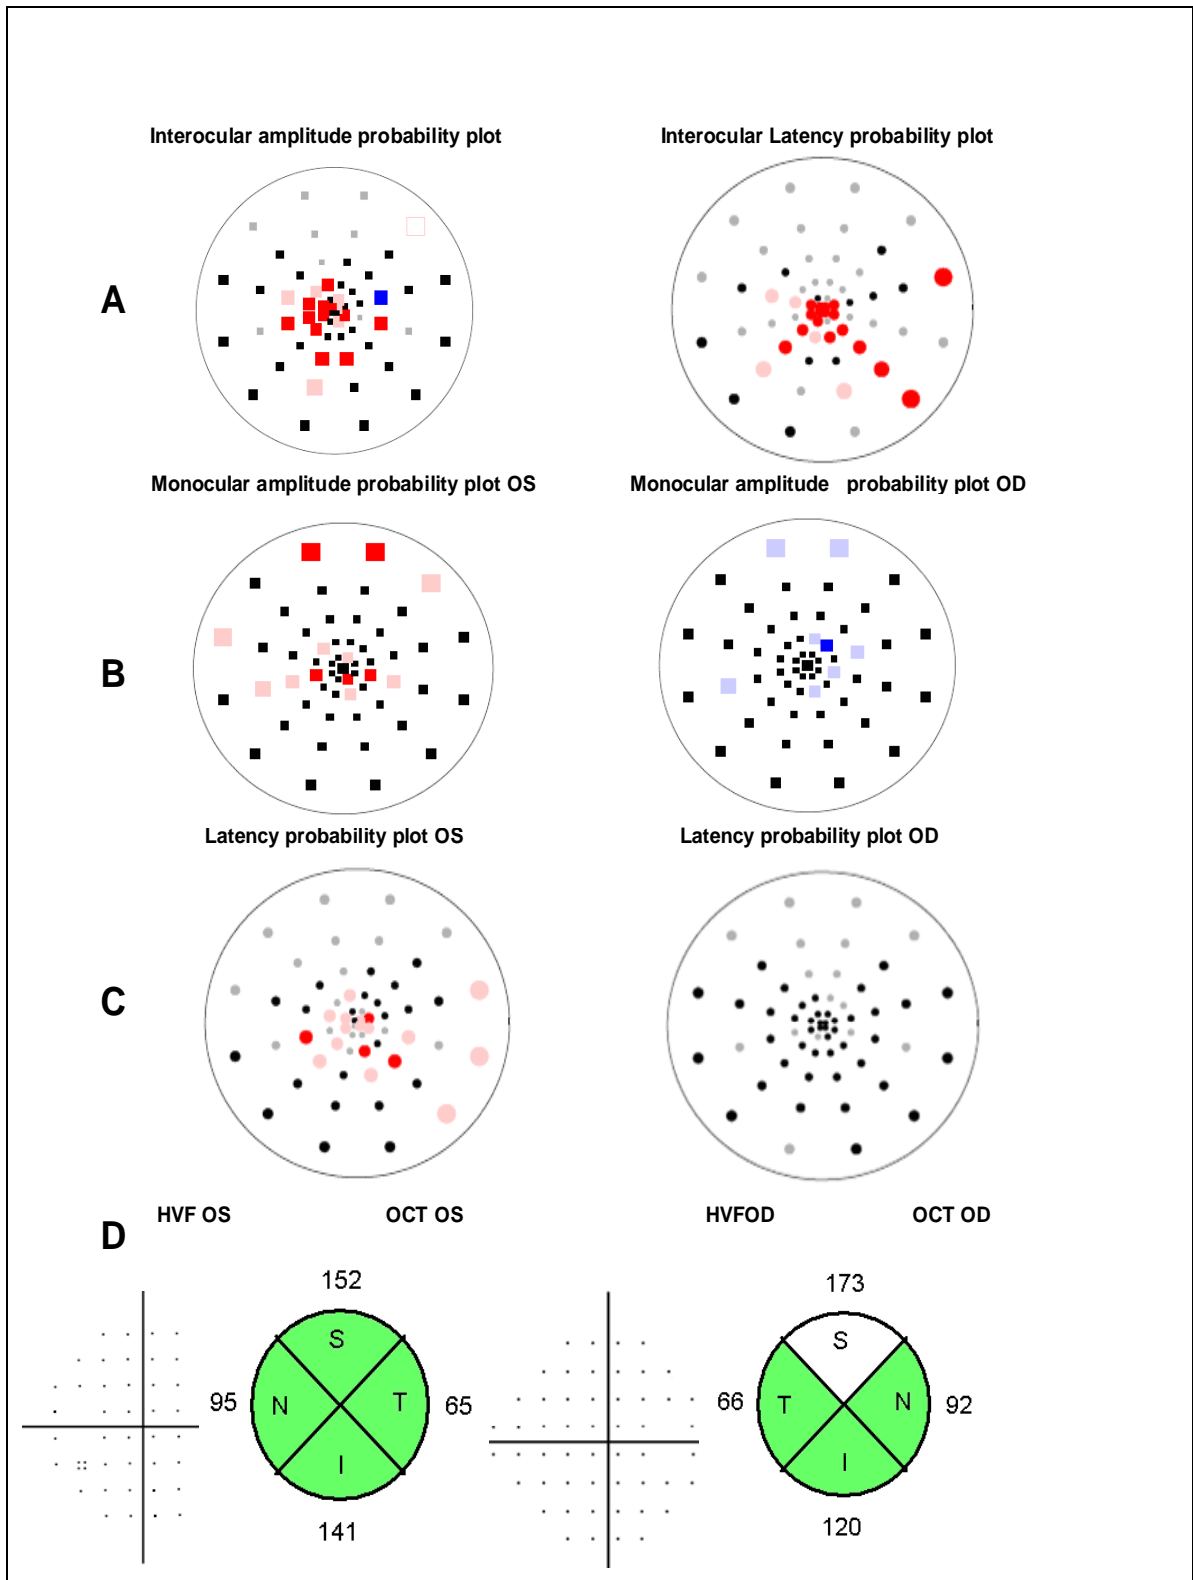 Interocular amplitude probability plot Interocular Latency probability plot
A
Monocular amplitude probability plot OS Monocular amplitude probability plot OD
B
Latency probability plot OS Latency probability plot OD
C
HVF OS OCT OS HVFOD OCT OD
D
152 173
S S
95 N T 65 66 T N 92
I I
141 120